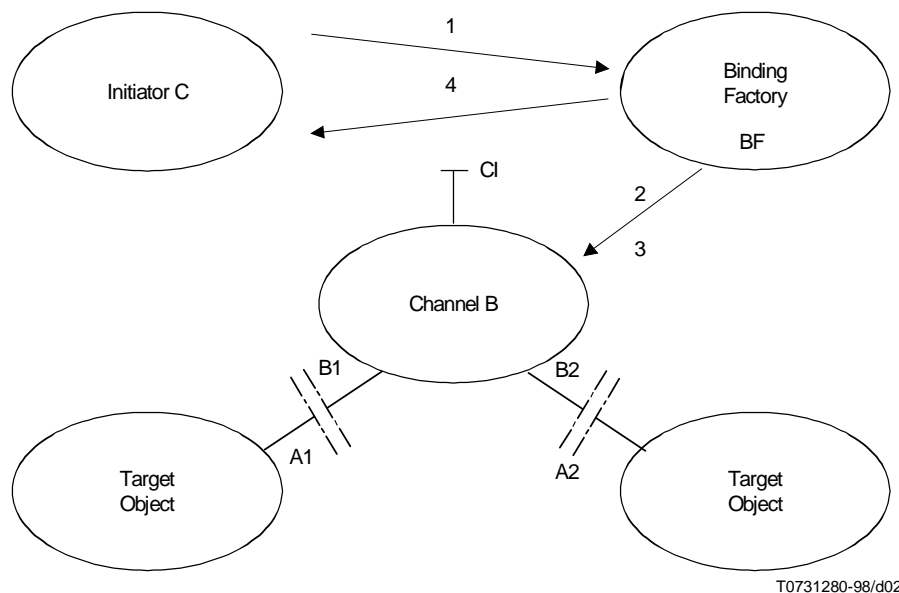 1
Initiator C
4
Binding
Factory
BF
CI
2
3
Channel B
B1
B2
A1
A2
Target
Object
Target
Object
T0731280-98/d02